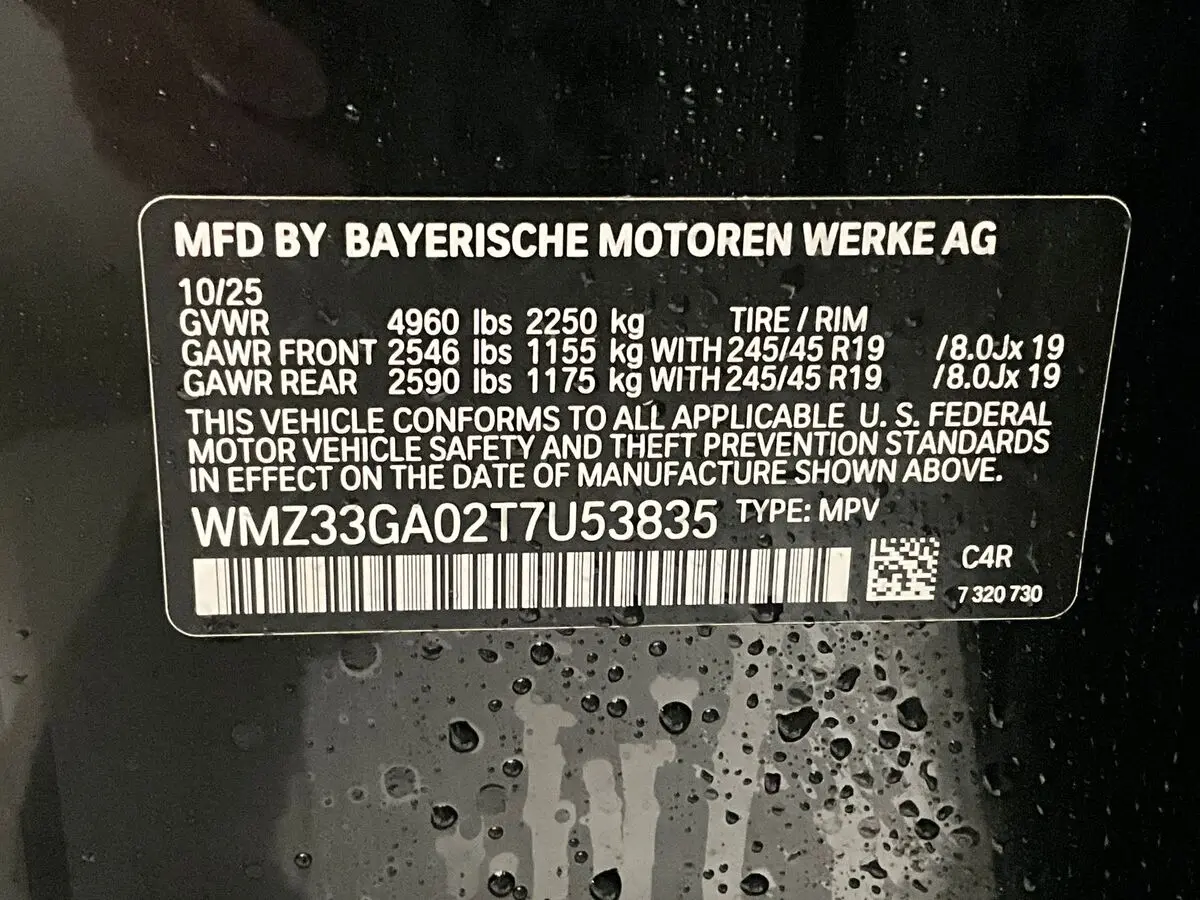 MFD BY BAYERISCHE MOTOREN WERKE AG
10/25
GVWR 4960 lbs 2250 kg TIRE / RIM
GAWR FRONT 2546 lbs 1155 kg WITH 245/45 R19 /8.0Jx 19
GAWR REAR 2590 lbs 1175 kg WITH 245/45 R19 /8.0Jx 19
THIS VEHICLE CONFORMS TO ALL APPLICABLE U. S. FEDERAL
MOTOR VEHICLE SAFETY AND THEFT PREVENTION STANDARDS
IN EFFECT ON THE DATE OF MANUFACTURE SHOWN ABOVE.
WMZ33GA02T7U53835 TYPE: MPV
C4R
7 320 730